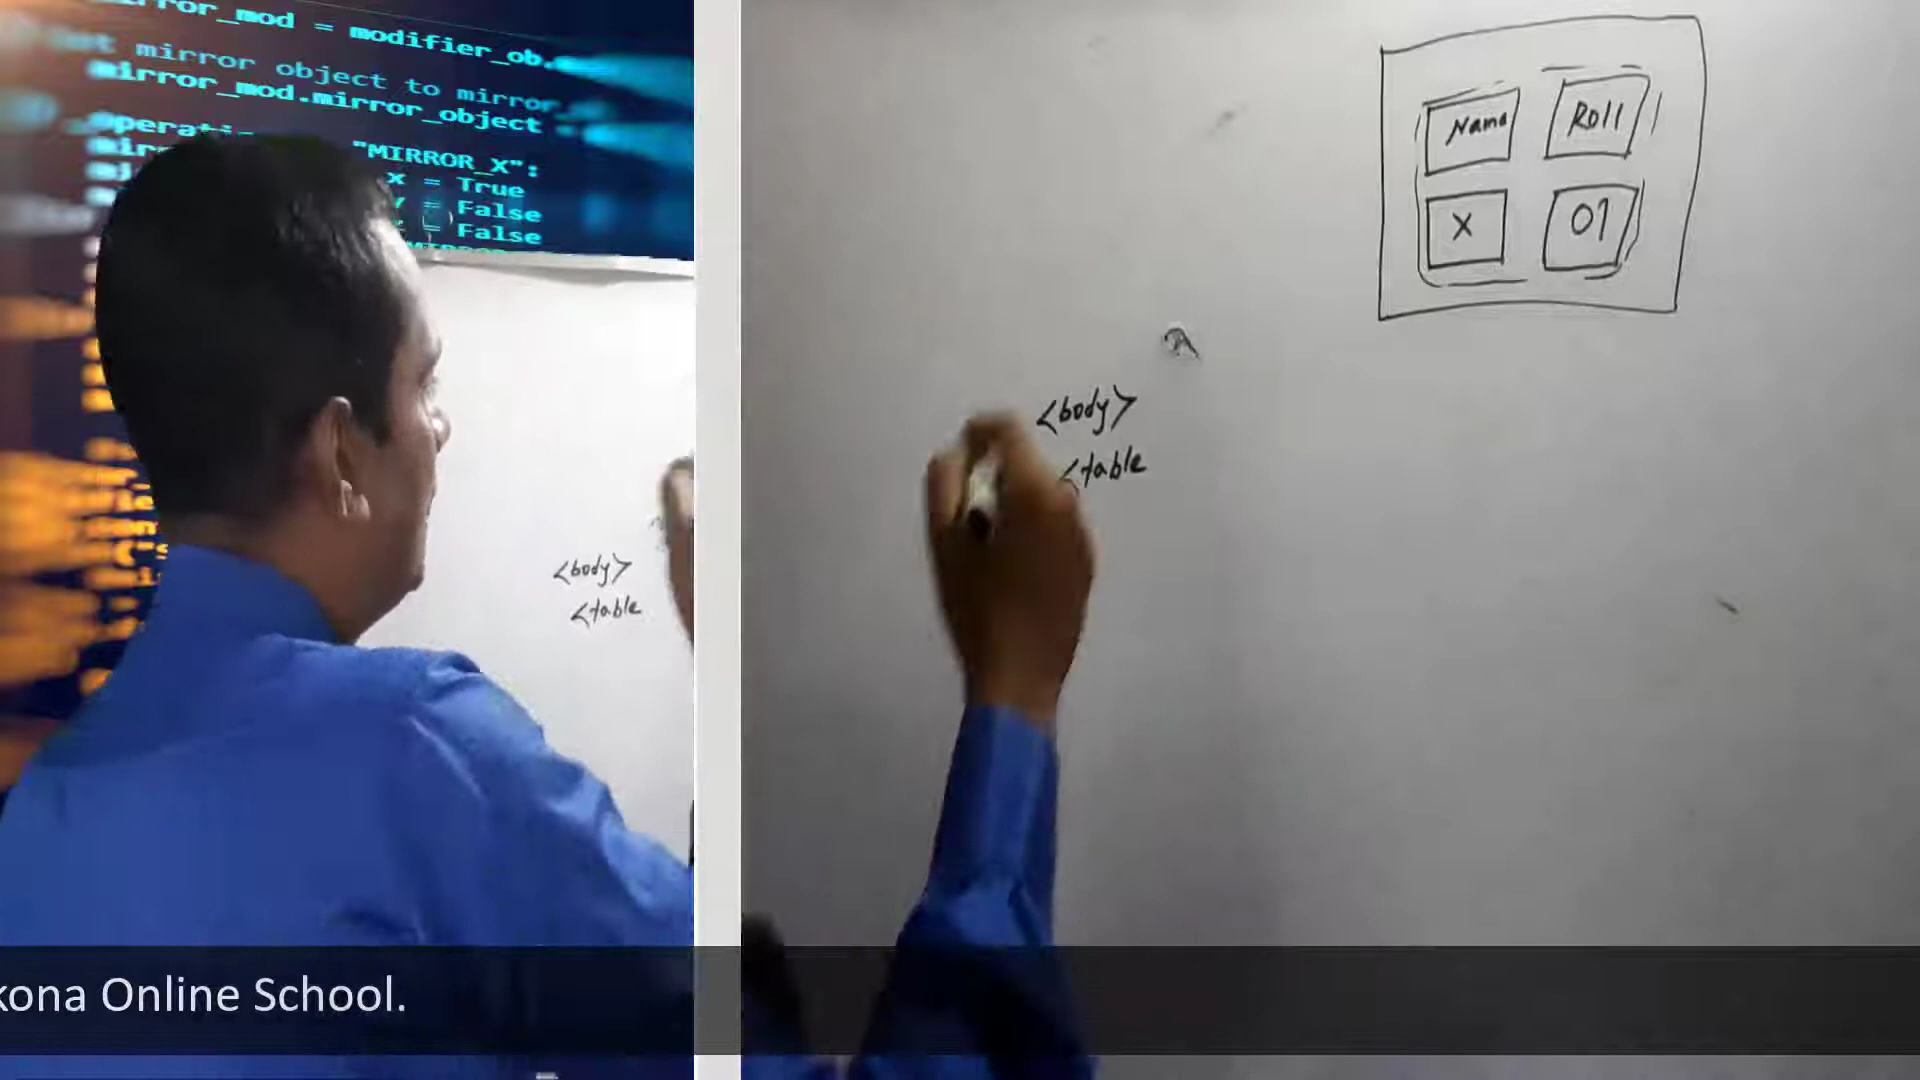 mirror_mod = modifier_ob.
mirror object to mirror
mirror_mod.mirror_object
"MIRROR_X":
x = True
= False
= False
<body>
<table
Name Roll
X 01
<body>
<table
kona Online School.